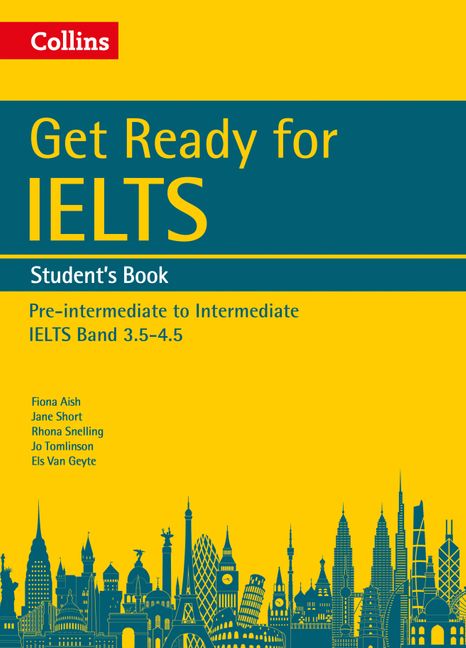 Collins
Get Ready for
IELTS
Student's Book
Pre-intermediate to Intermediate
IELTS Band 3.5-4.5
Fiona Aish
Jane Short
Rhona Snelling
Jo Tomlinson
Els Van Geyte